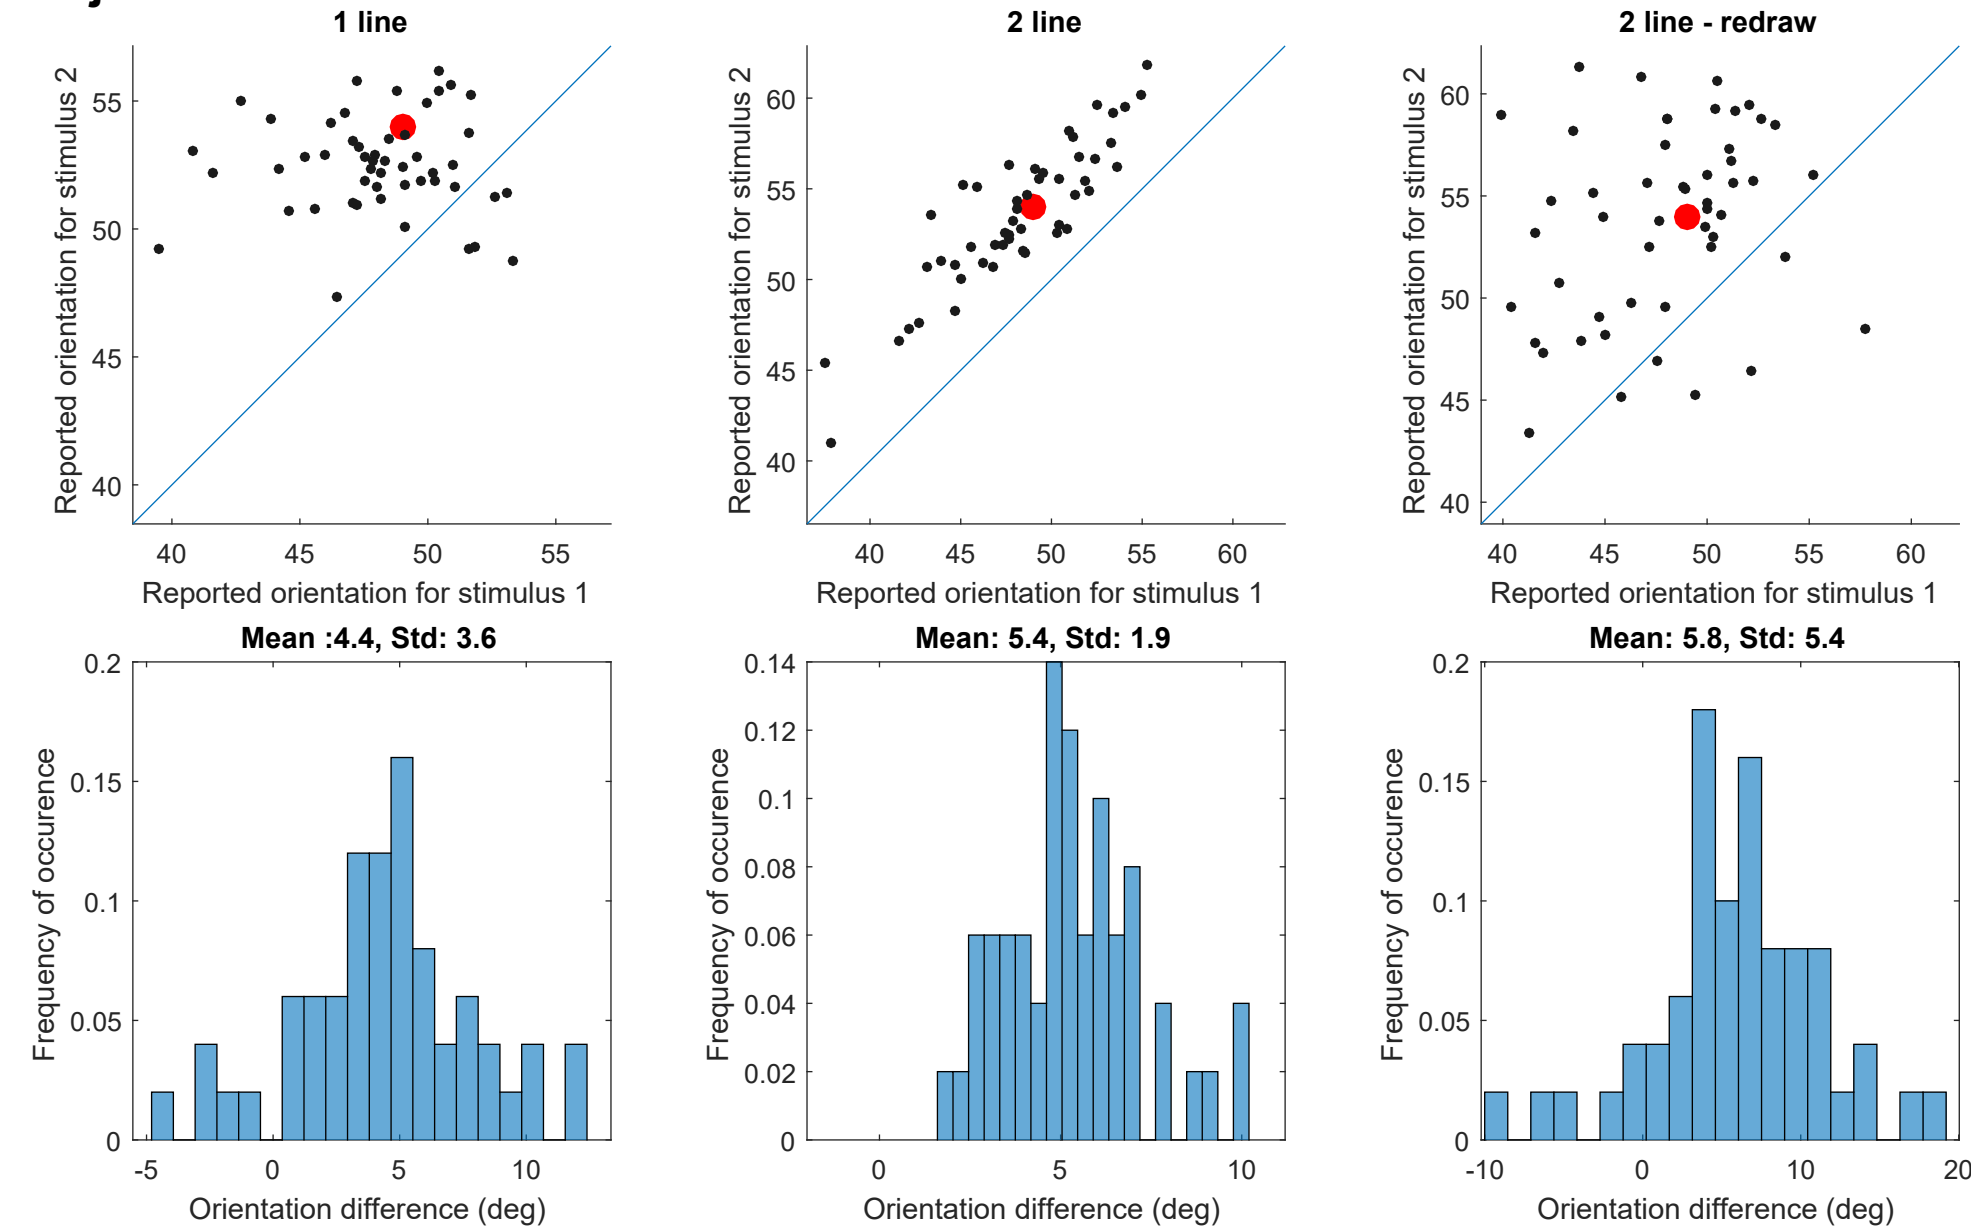 1 line
2 line
2 line - redraw
Reported orientation for stimulus 2
55
50
45
40
40 45 50 55
Reported orientation for stimulus 1
Reported orientation for stimulus 2
60
55
50
45
40
40 45 50 55 60
Reported orientation for stimulus 1
Reported orientation for stimulus 2
60
55
50
45
40
40 45 50 55 60
Reported orientation for stimulus 1
Mean :4.4, Std: 3.6
Frequency of occurence
0.2
0.15
0.1
0.05
0
-5 0 5 10
Orientation difference (deg)
Mean: 5.4, Std: 1.9
Frequency of occurence
0.14
0.12
0.1
0.08
0.06
0.04
0.02
0
0 5 10
Orientation difference (deg)
Mean: 5.8, Std: 5.4
Frequency of occurence
0.2
0.15
0.1
0.05
0
-10 0 10 20
Orientation difference (deg)